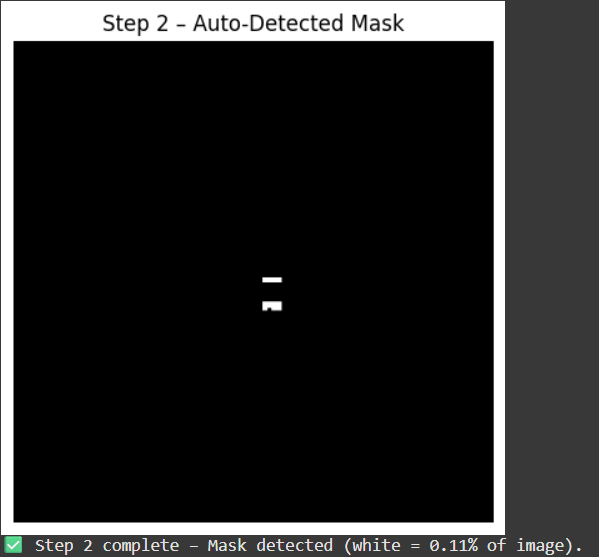 Step 2 – Auto-Detected Mask
✅ Step 2 complete – Mask detected (white = 0.11% of image).